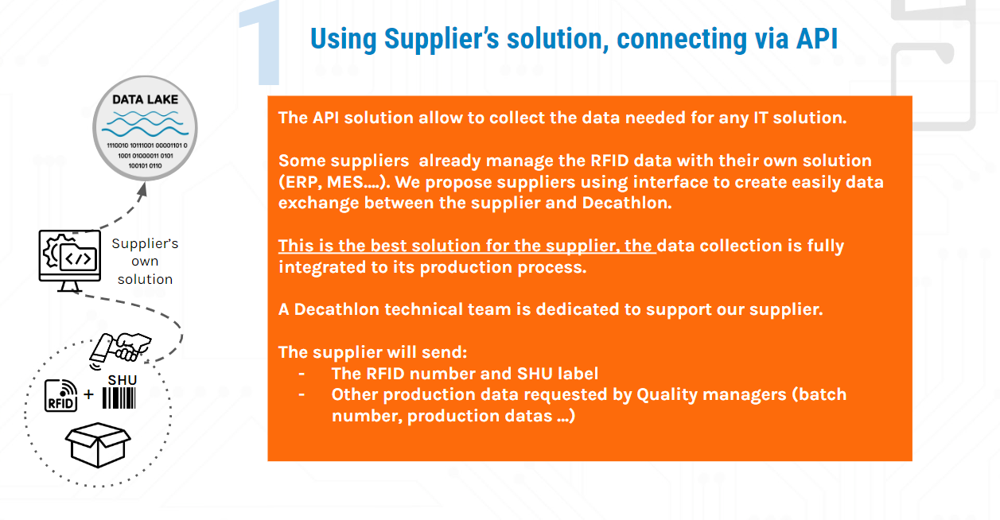 1
Using Supplier's solution, connecting via API
DATA LAKE
1110010 10111001 00001101 0
1001 01000011 0101
100101 0110
The API solution allow to collect the data needed for any IT solution.
Some suppliers  already manage the RFID data with their own solution
(ERP, MES....). We propose suppliers using interface to create easily data
exchange between the supplier and Decathlon.
This is the best solution for the supplier, the data collection is fully
integrated to its production process.
A Decathlon technical team is dedicated to support our supplier.
The supplier will send:
- The RFID number and SHU label
- Other production data requested by Quality managers (batch
number, production datas ...)
</>
Supplier's
own
solution
SHU
RFID +